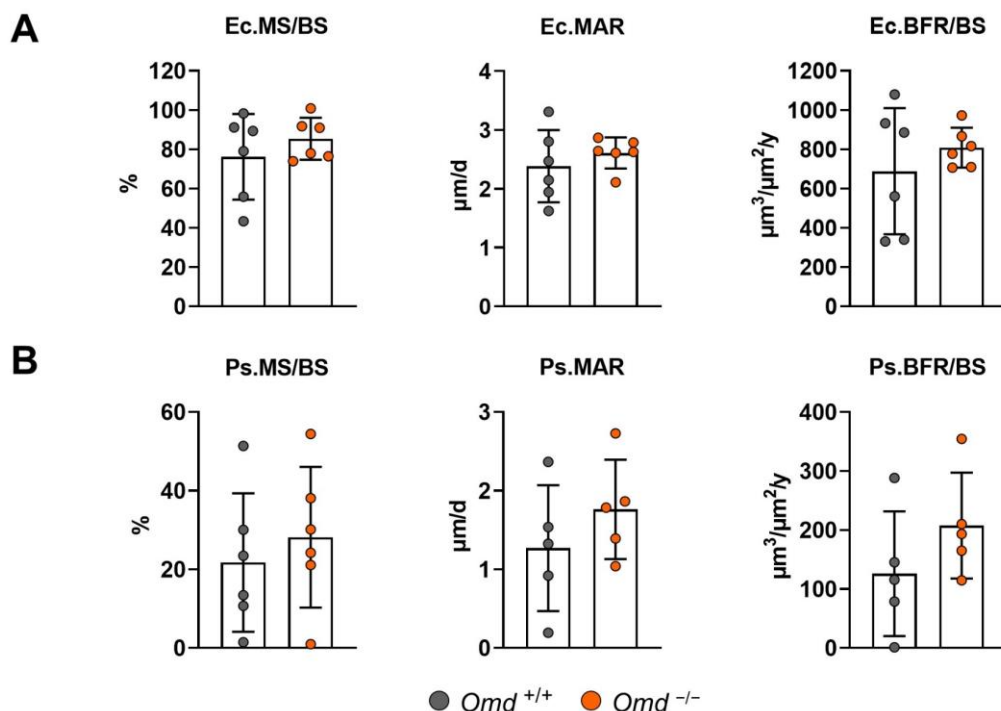 A
Ec.MS/BS
Ec.MAR
Ec.BFR/BS
%
120
100
80
60
40
20
0
µm/d
4
3
2
1
0
µm³/µm²/y
1200
1000
800
600
400
200
0
B
Ps.MS/BS
Ps.MAR
Ps.BFR/BS
%
60
40
20
0
µm/d
3
2
1
0
µm³/µm²/y
400
300
200
100
0
Omd +/+ Omd −/−